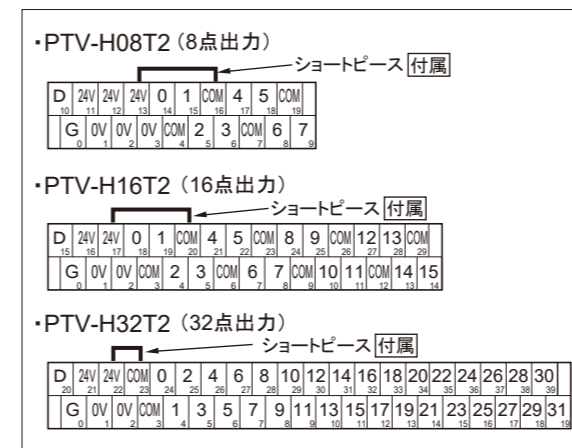 ・PTV-H08T2（8点出力）
ショートピース 付属
D 24V 24V 24V 0 1 COM 4 5 COM
10 11 12 13 14 15 16 17 18 19
G 0V 0V 0V COM 2 3 COM 6 7
0 1 2 3 4 5 6 7 8 9
・PTV-H16T2（16点出力）
ショートピース 付属
D 24V 24V 0 1 COM 4 5 COM 8 9 COM 12 13 COM
15 16 17 18 19 20 21 22 23 24 25 26 27 28 29
G 0V 0V COM 2 3 COM 6 7 COM 10 11 COM 14 15
0 1 2 3 4 5 6 7 8 9 10 11 12 13 14
・PTV-H32T2（32点出力）
ショートピース 付属
D 24V 24V COM 0 2 4 6 8 10 12 14 16 18 20 22 24 26 28 30
20 21 22 23 24 25 26 27 28 29 30 31 32 33 34 35 36 37 38 39
G 0V 0V COM 1 3 5 7 9 11 13 15 17 19 21 23 25 27 29 31
0 1 2 3 4 5 6 7 8 9 10 11 12 13 14 15 16 17 18 19